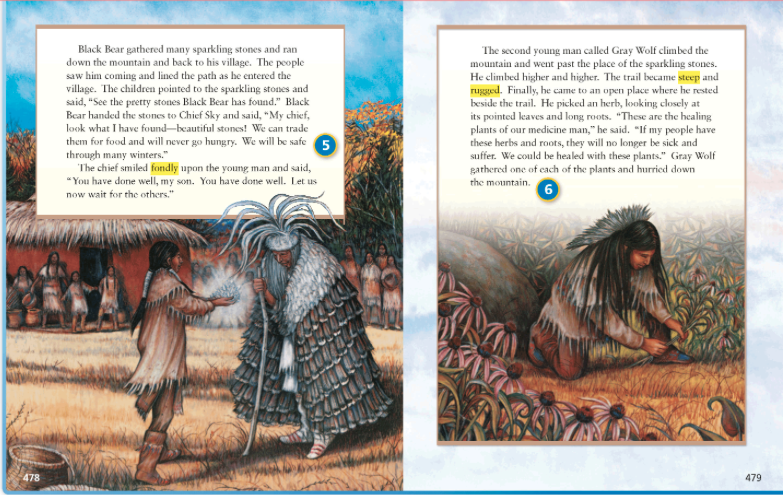 Black Bear gathered many sparkling stones and ran
down the mountain and back to his village. The people
saw him coming and lined the path as he entered the
village. The children pointed to the sparkling stones and
said, “See the pretty stones Black Bear has found.” Black
Bear handed the stones to Chief Sky and said, “My chief,
look what I have found—beautiful stones! We can trade
them for food and will never go hungry. We will be safe
through many winters.”
5
The chief smiled fondly upon the young man and said,
“You have done well, my son. You have done well. Let us
now wait for the others.”
478
The second young man called Gray Wolf climbed the
mountain and went past the place of the sparkling stones.
He climbed higher and higher. The trail became steep and
rugged. Finally, he came to an open place where he rested
beside the trail. He picked an herb, looking closely at
its pointed leaves and long roots. “These are the healing
plants of our medicine man,” he said. “If my people have
these herbs and roots, they will no longer be sick and
suffer. We could be healed with these plants.” Gray Wolf
gathered one of each of the plants and hurried down
the mountain.
6
479